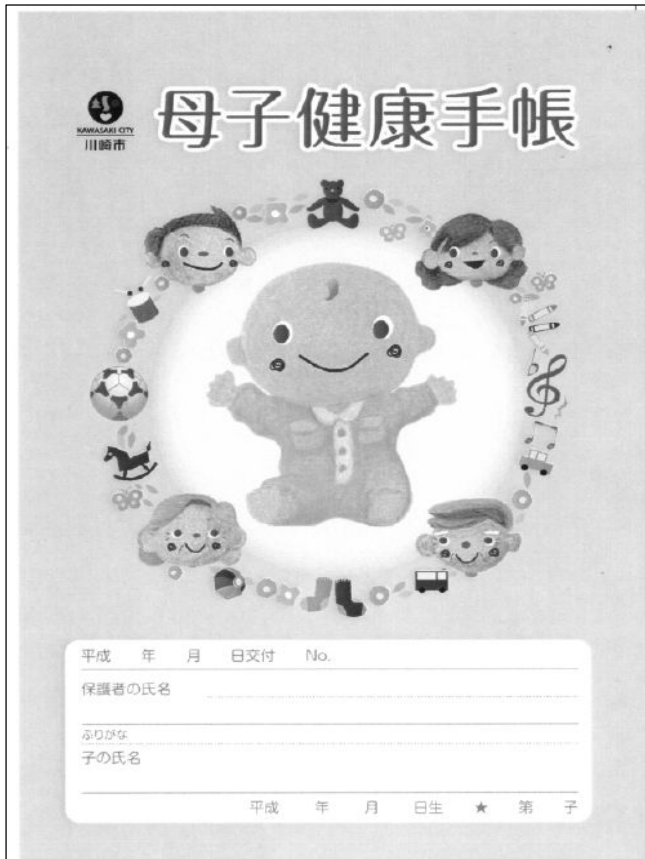 母子健康手帳
KAWASAKI CITY
川崎市
平成 年 月 日交付 No.
保護者の氏名
ふりがな
子の氏名
平成 年 月 日生 ★ 第 子